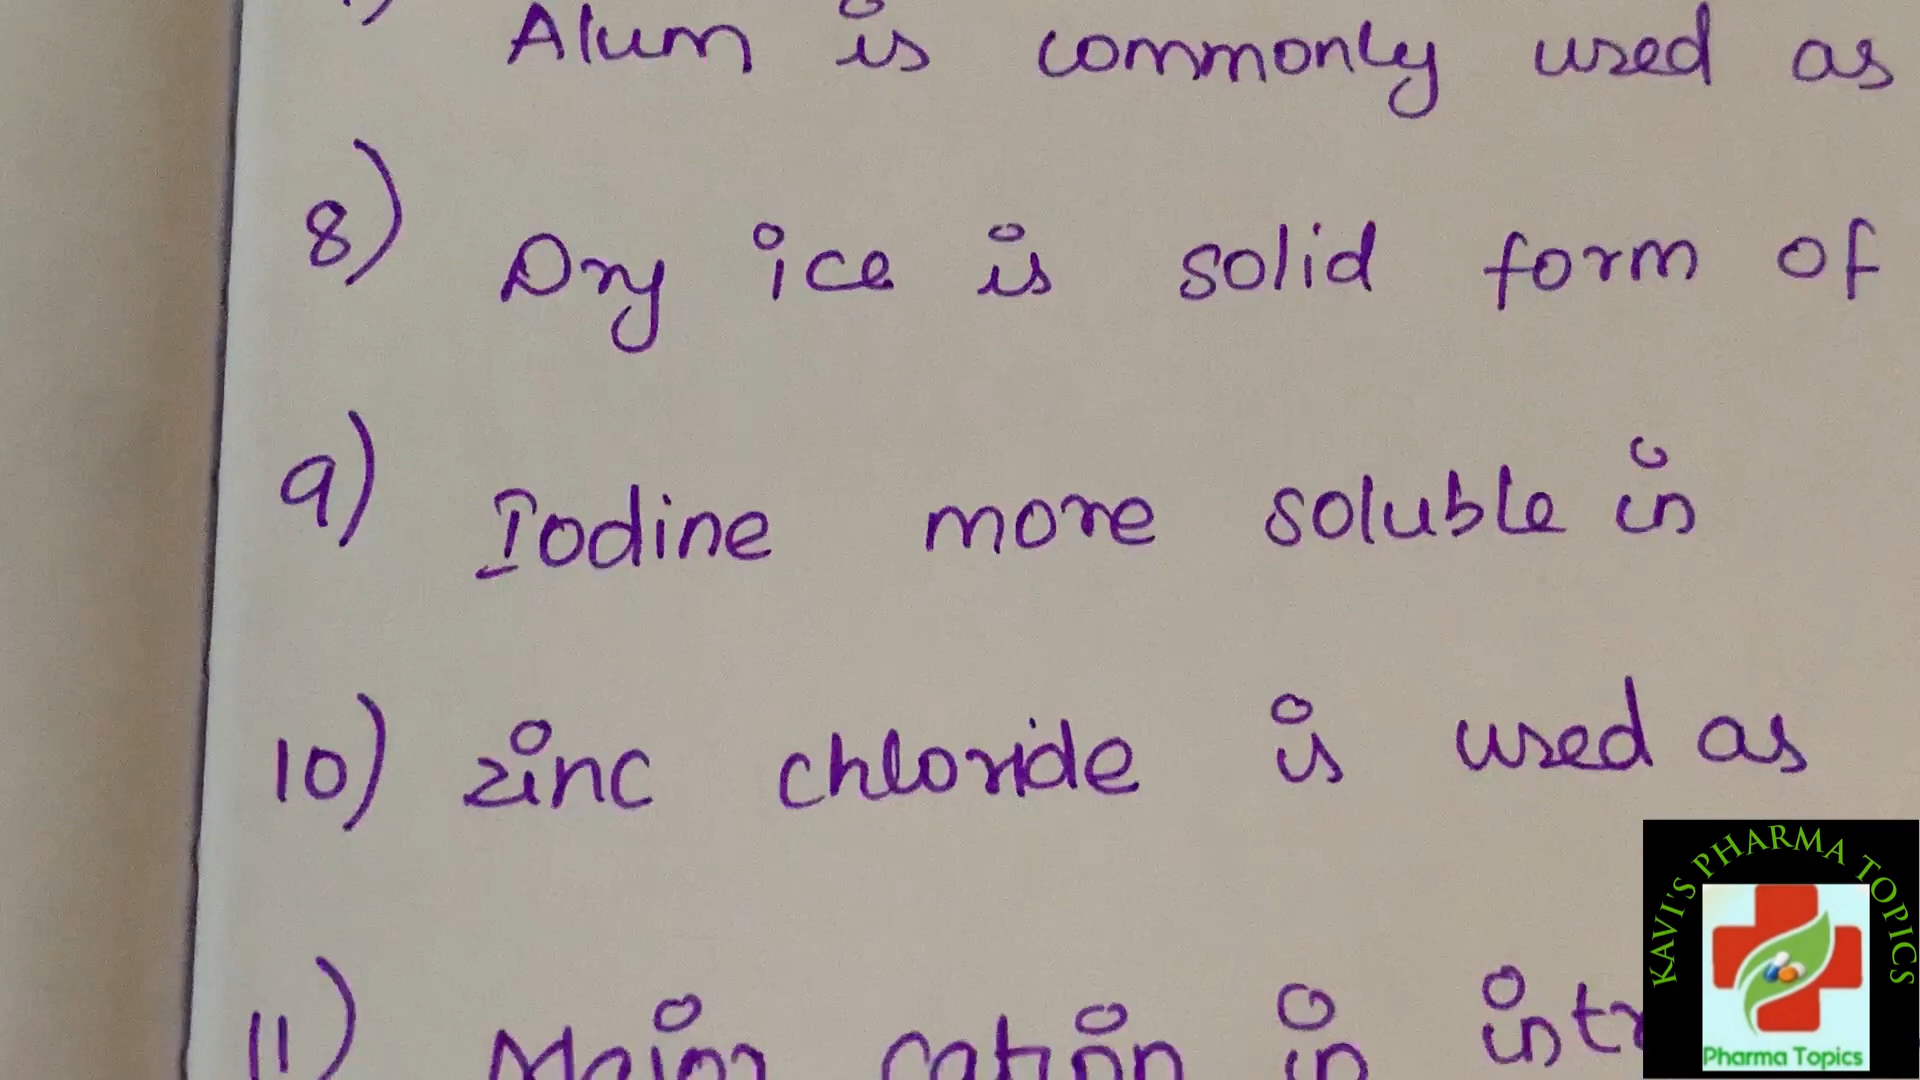 Alum is commonly used as
8) Dry ice is solid form of
9) Iodine more soluble in
10) zinc chloride is used as
11) Major cation in intr
KAVI'S PHARMA TOPICS
Pharma Topics